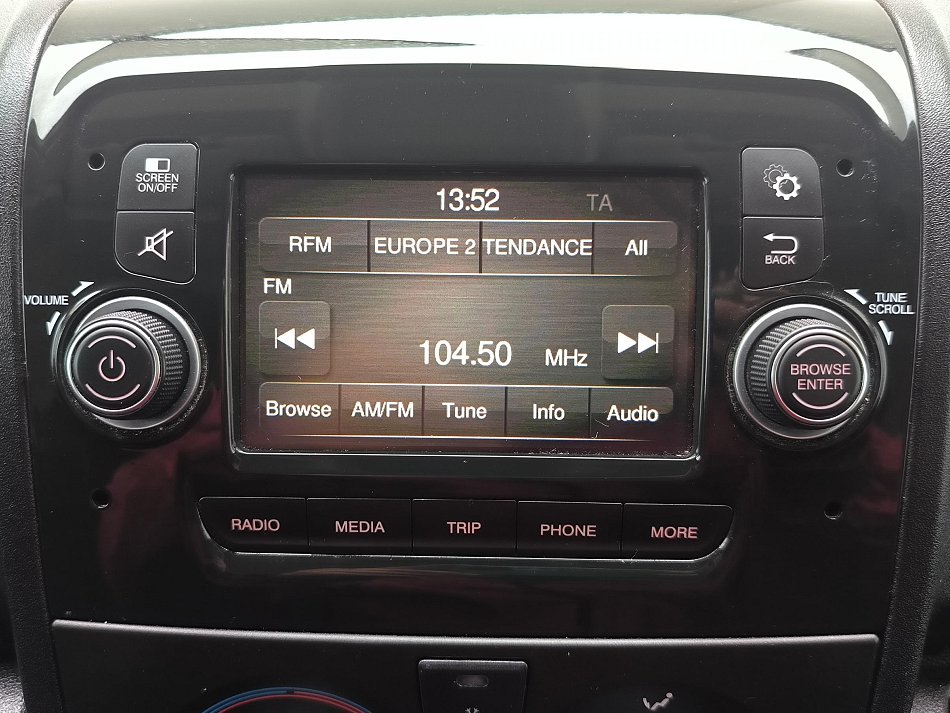 SCREEN
ON/OFF
13:52 TA
RFM EUROPE 2 TENDANCE All
BACK
FM
VOLUME
TUNE
SCROLL
104.50 MHz
BROWSE
ENTER
Browse AM/FM Tune Info Audio
RADIO MEDIA TRIP PHONE MORE